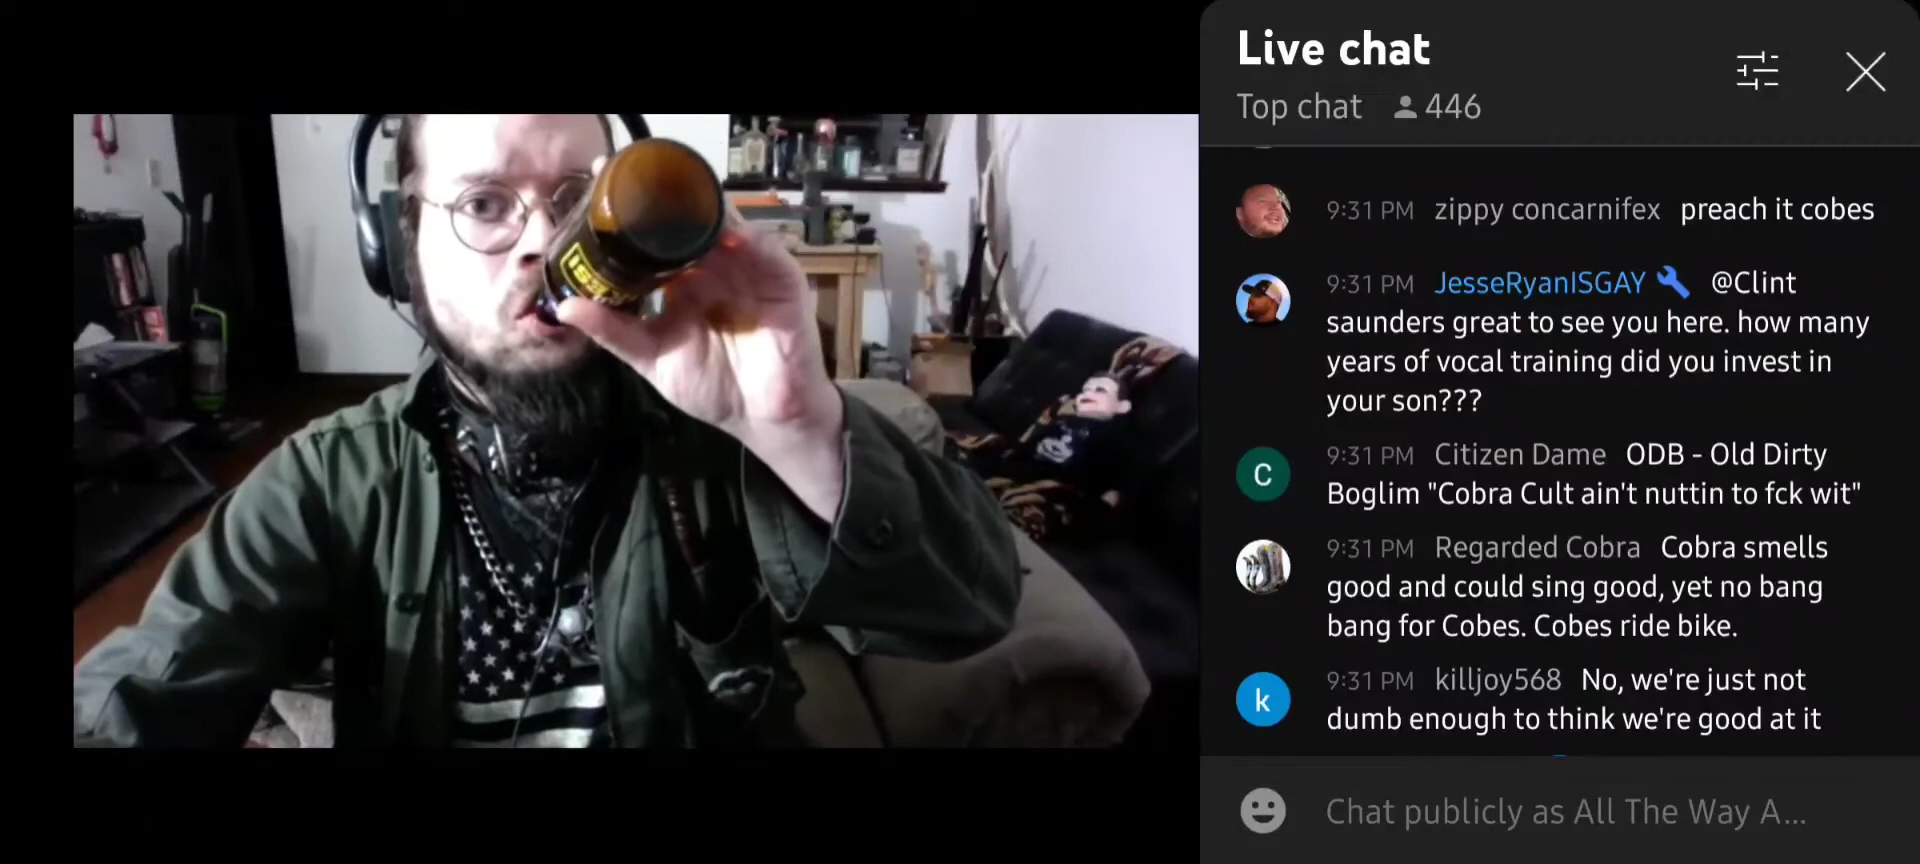 Live chat
Top chat 446
9:31 PM zippy concarnifex preach it cobes
9:31 PM JesseRyanISGAY @Clint
saunders great to see you here. how many
years of vocal training did you invest in
your son???
9:31 PM Citizen Dame ODB - Old Dirty
Boglim "Cobra Cult ain't nuttin to fck wit"
9:31 PM Regarded Cobra Cobra smells
good and could sing good, yet no bang
bang for Cobes. Cobes ride bike.
9:31 PM killjoy568 No, we're just not
dumb enough to think we're good at it
Chat publicly as All The Way A...
C
k